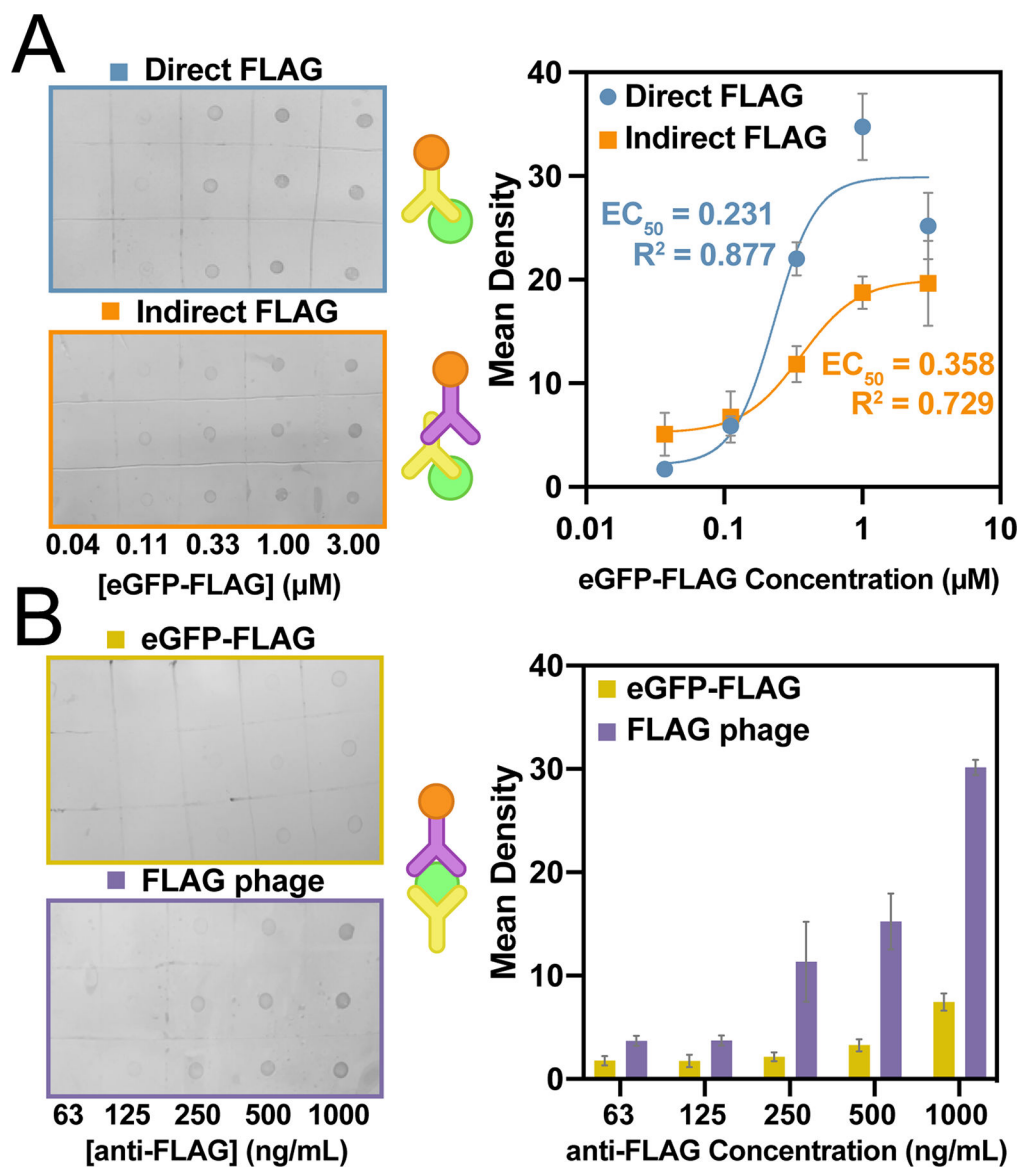 A
Direct FLAG
Indirect FLAG
0.04 0.11 0.33 1.00 3.00
[eGFP-FLAG] (µM)
40
30
20
10
0
Mean Density
Direct FLAG
Indirect FLAG
EC50 = 0.231
R² = 0.877
EC50 = 0.358
R² = 0.729
0.01 0.1 1 10
eGFP-FLAG Concentration (µM)
B
eGFP-FLAG
FLAG phage
63 125 250 500 1000
[anti-FLAG] (ng/mL)
40
30
20
10
0
Mean Density
eGFP-FLAG
FLAG phage
63 125 250 500 1000
anti-FLAG Concentration (ng/mL)